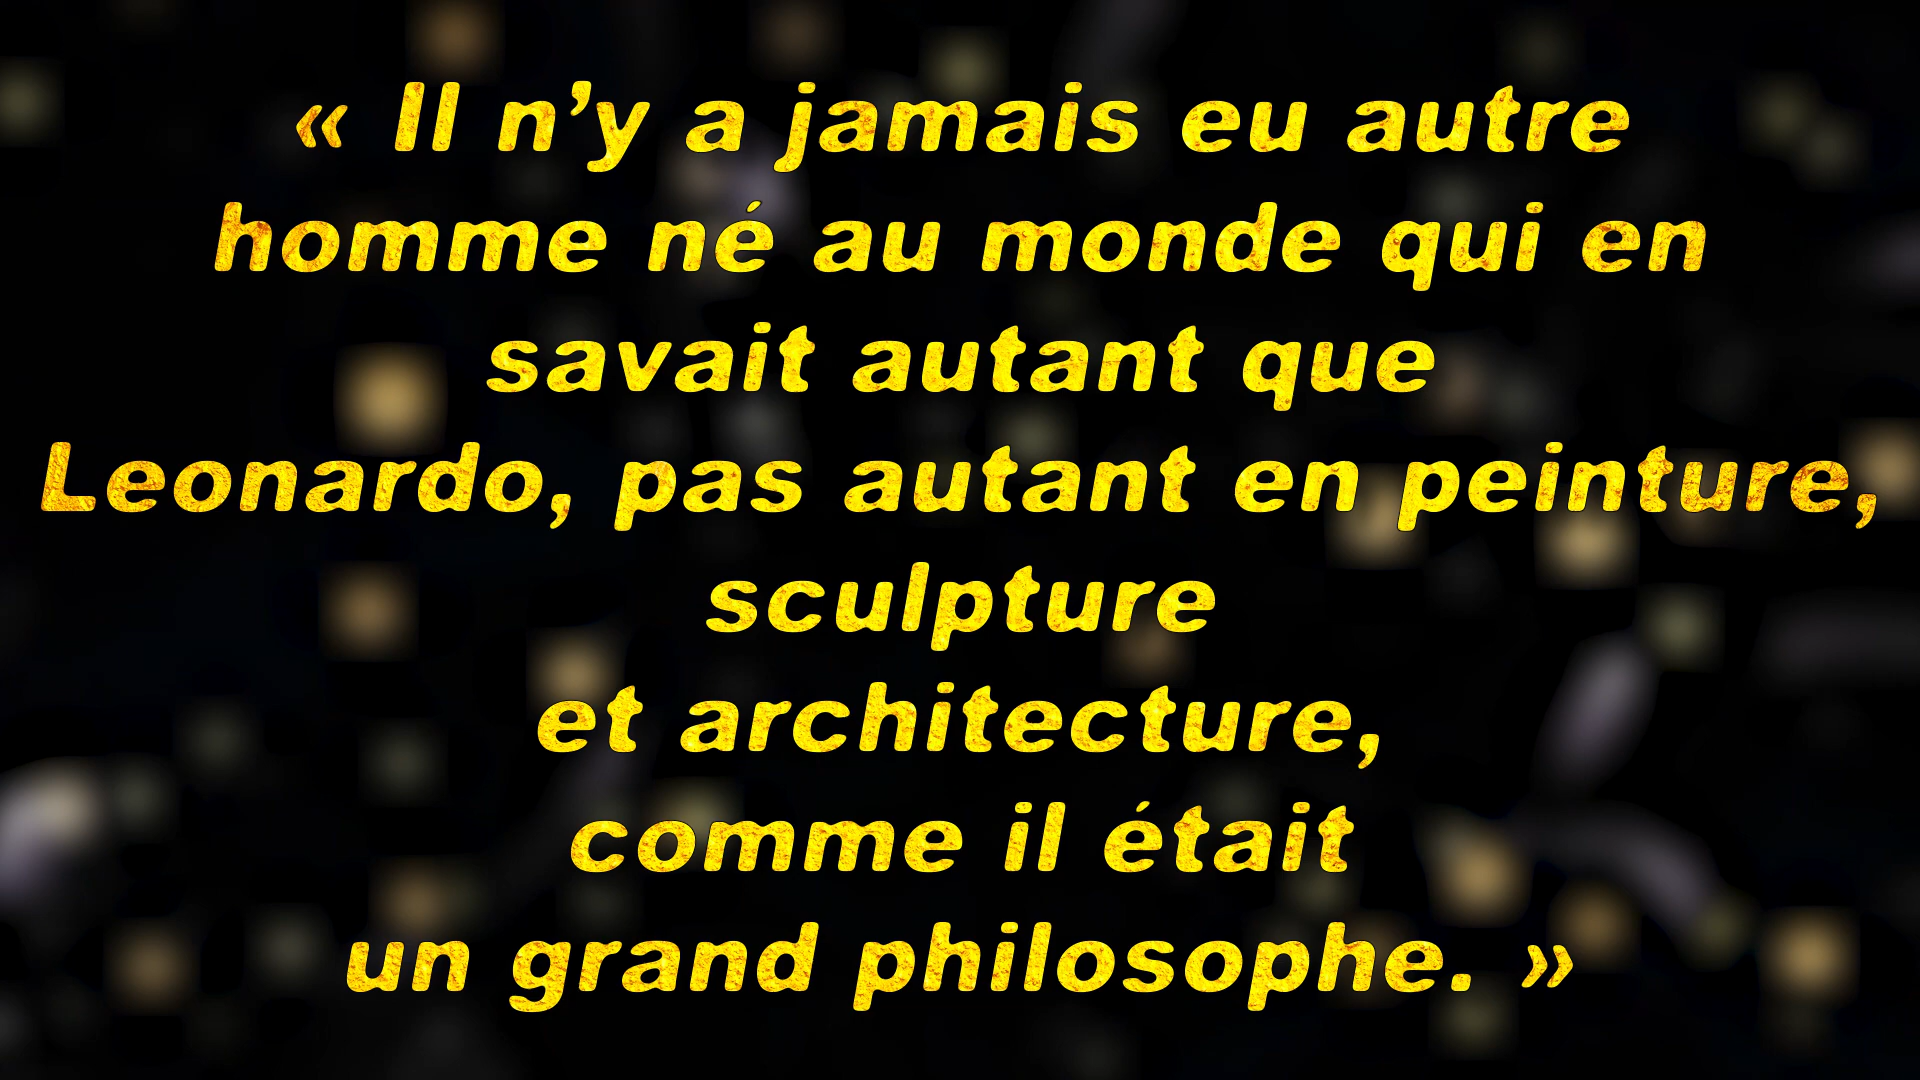 « Il n’y a jamais eu autre
homme né au monde qui en
savait autant que
Leonardo, pas autant en peinture,
sculpture
et architecture,
comme il était
un grand philosophe. »